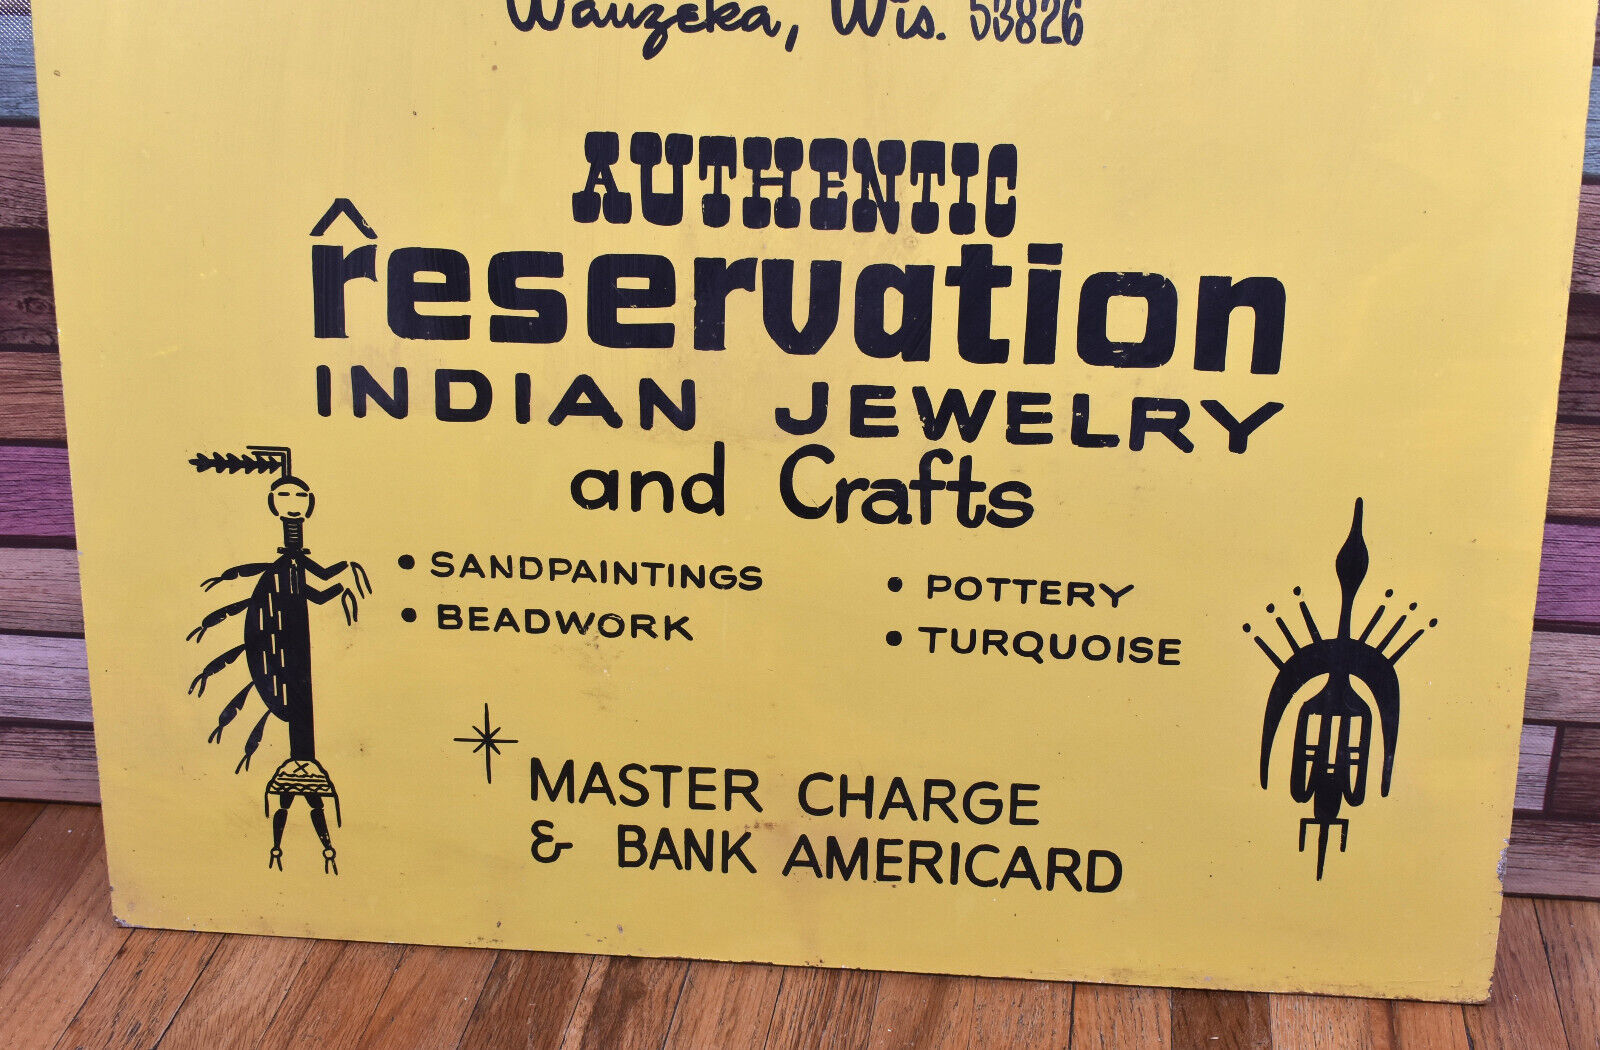 Wauzeka, Wis. 53826
AUTHENTIC
reservation
INDIAN JEWELRY
and Crafts
• SANDPAINTINGS
• BEADWORK
• POTTERY
• TURQUOISE
MASTER CHARGE
& BANK AMERICARD